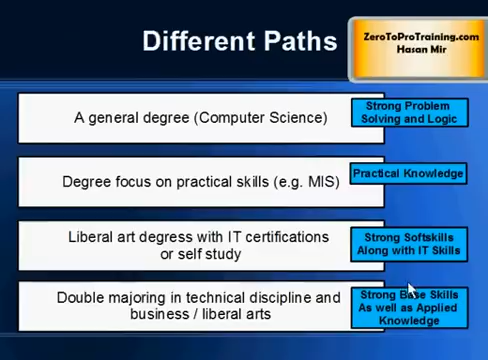 Different Paths
ZeroToProTraining.com
Hasan Mir
A general degree (Computer Science)
Strong Problem
Solving and Logic
Degree focus on practical skills (e.g. MIS)
Practical Knowledge
Liberal art degress with IT certifications
or self study
Strong Softskills
Along with IT Skills
Double majoring in technical discipline and
business / liberal arts
Strong Base Skills
As well as Applied
Knowledge